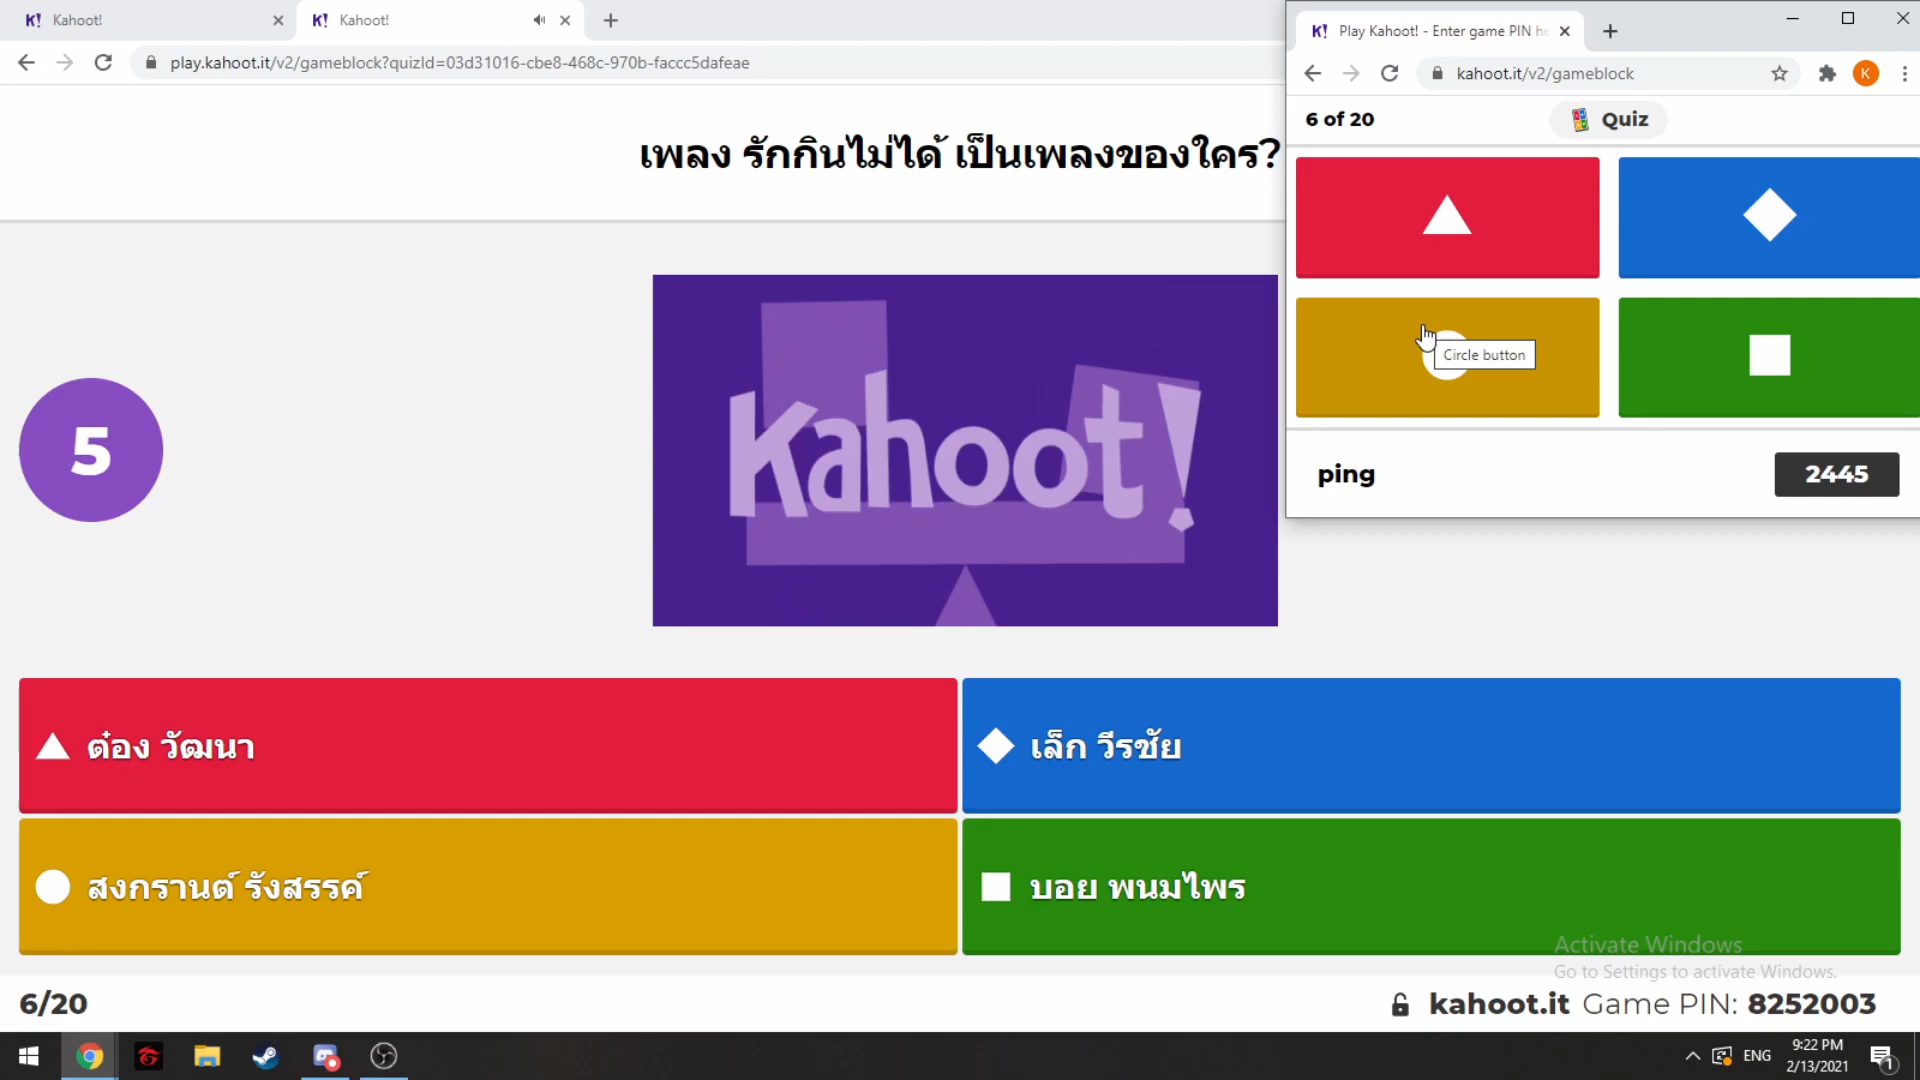 Kahoot!
Kahoot!
play.kahoot.it/v2/gameblock?quizId=03d31016-cbe8-468c-970b-faccc5dafeae
Play Kahoot! - Enter game PIN he
kahoot.it/v2/gameblock
K
6 of 20
Quiz
Circle button
ping
2445
เพลง รักกินไม่ได้ เป็นเพลงของใคร?
5
Kahoot!
ต๋อง วัฒนา
เล็ก วีรชัย
สงกรานต์ รังสรรค์
บอย พนมไพร
Activate Windows
Go to Settings to activate Windows.
6/20
kahoot.it Game PIN: 8252003
ENG
9:22 PM
2/13/2021
1